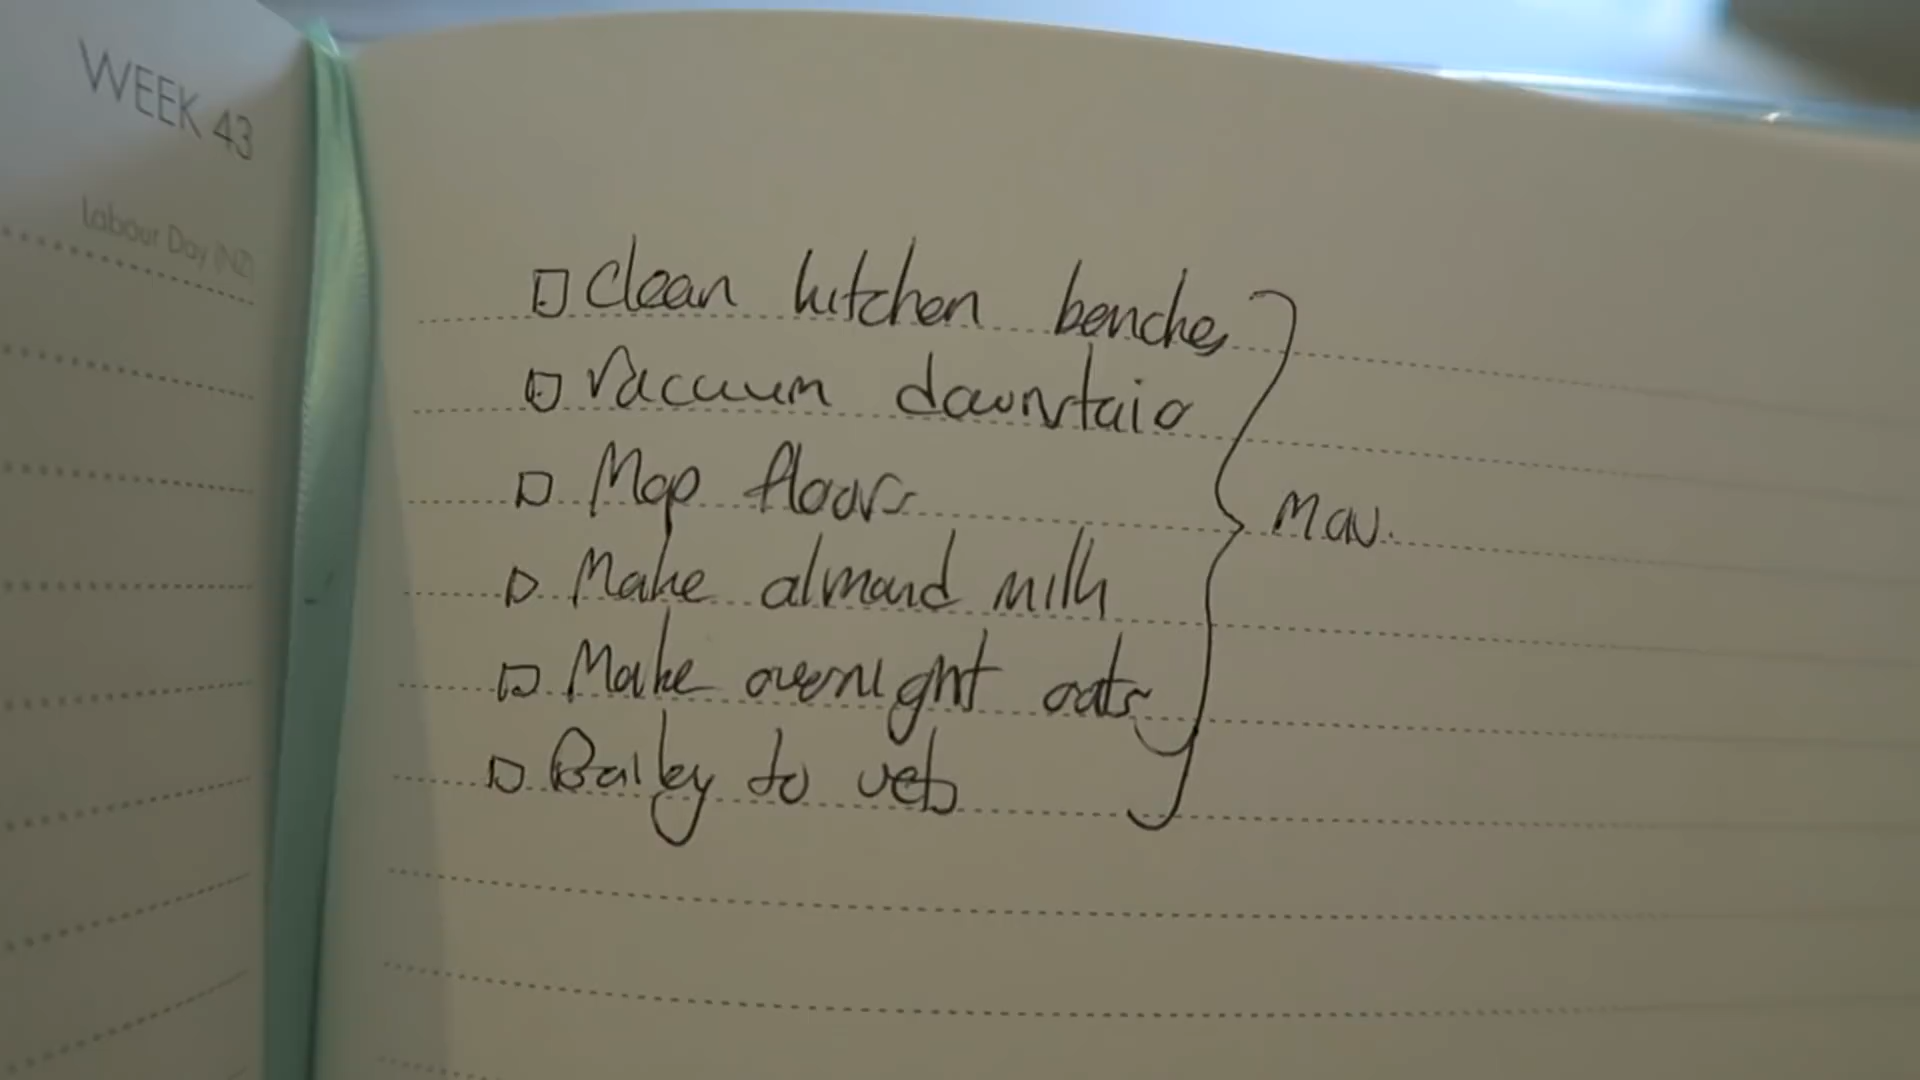 WEEK 43
Labour Day (NZ)
Clean kitchen benches
Vacuum downstairs
Mop floors
Make almond milk
Make overnight oats
Bailey to vets